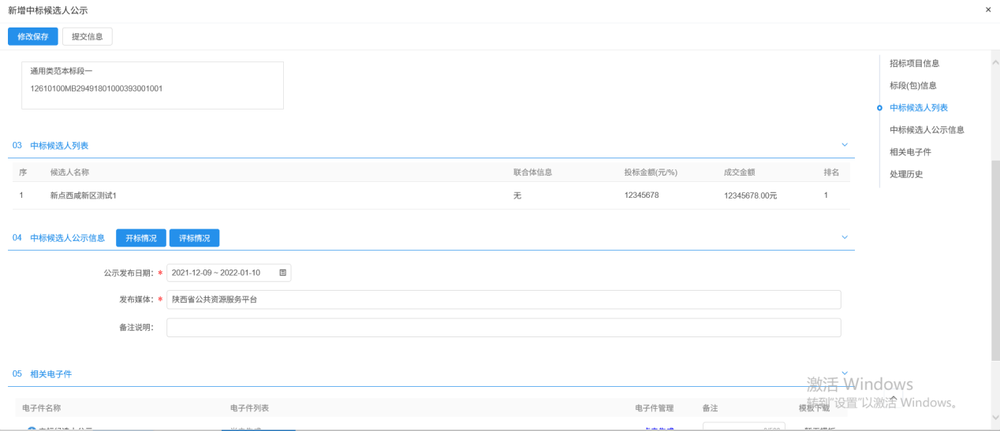 新增中标候选人公示
×
修改保存 提交信息
通用类范本标段一
12610100MB29491801000393001001
招标项目信息
标段(包)信息
中标候选人列表
中标候选人公示信息
相关电子件
处理历史
03 中标候选人列表
序 候选人名称 联合体信息 投标金额(元/%) 成交金额 排名
1 新点西咸新区测试1 无 12345678 12345678.00元 1
04 中标候选人公示信息 开标情况 评标情况
公示发布日期: * 2021-12-09 ~ 2022-01-10
发布媒体: * 陕西省公共资源服务平台
备注说明:
05 相关电子件
电子件名称 电子件列表 电子件管理 备注 模板下载
激活 Windows
转到"设置"以激活 Windows。